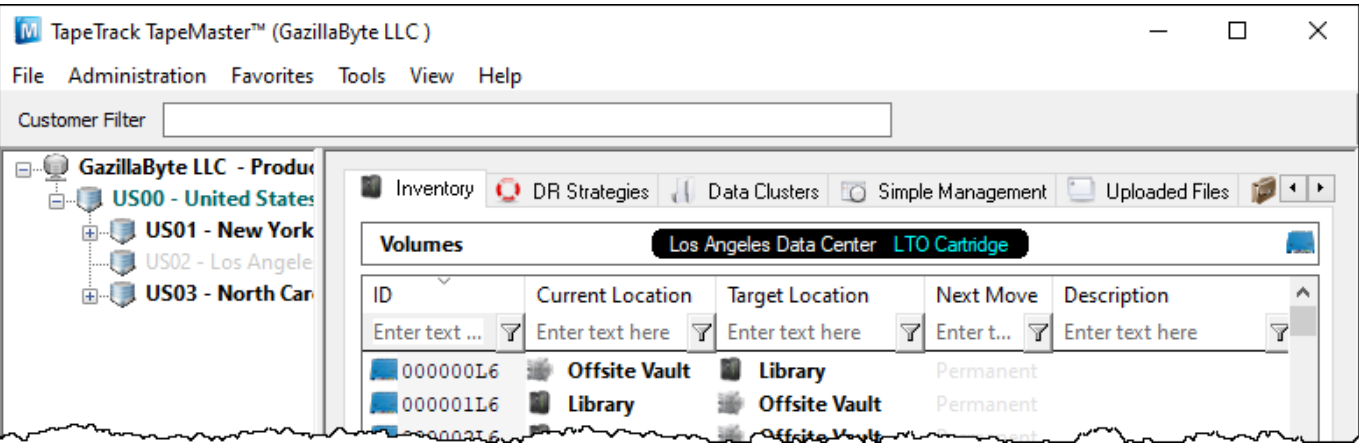 TapeTrack TapeMaster™ (GazillaByte LLC )
File Administration Favorites Tools View Help
Customer Filter
GazillaByte LLC - Produc
US00 - United States
US01 - New York
US02 - Los Angele
US03 - North Car
Inventory DR Strategies Data Clusters Simple Management Uploaded Files
Volumes Los Angeles Data Center LTO Cartridge
ID Current Location Target Location Next Move Description
Enter text ... Enter text here Enter text here Enter t... Enter text here
000000L6 Offsite Vault Library Permanent
000001L6 Library Offsite Vault Permanent
Offsite Vault